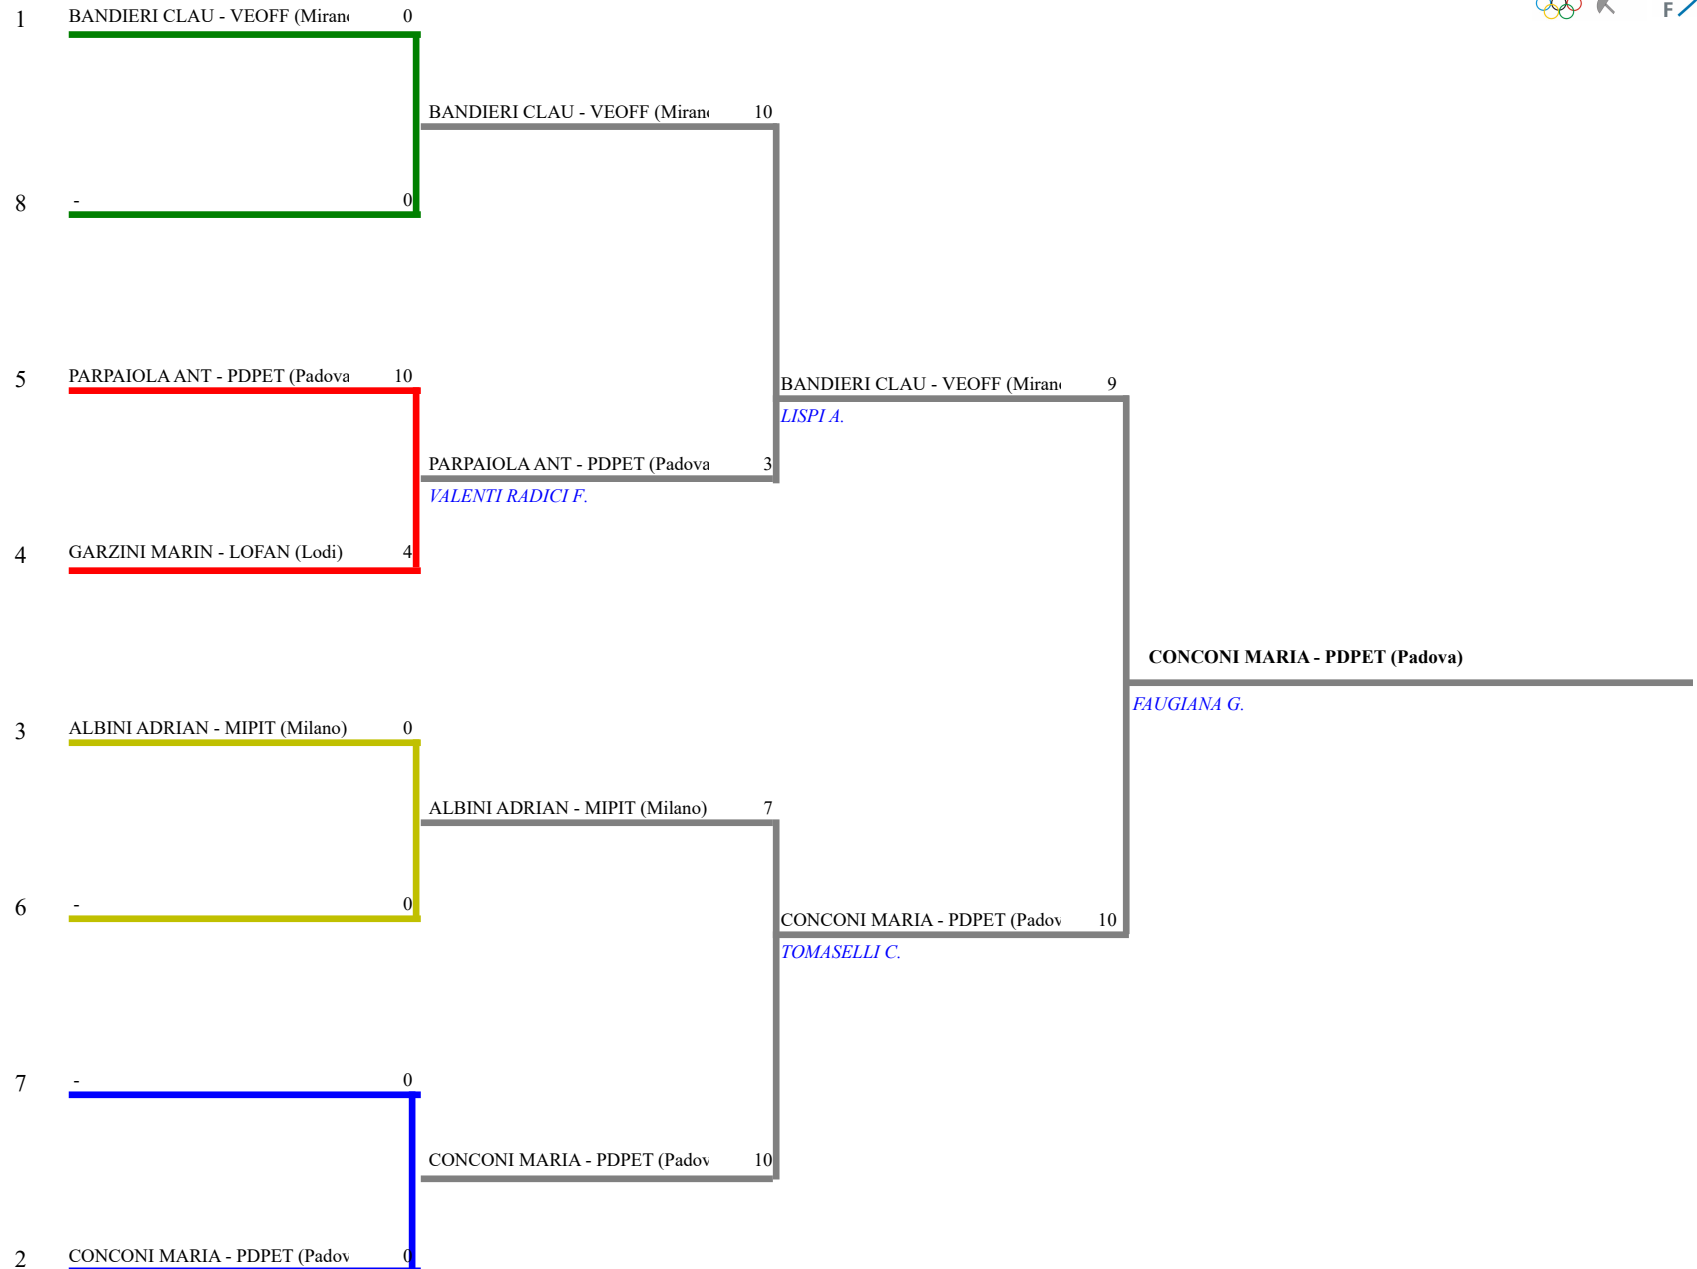 1 BANDIERI CLAU - VEOFF (Miran 0
F
BANDIERI CLAU - VEOFF (Miran 10
8 - 0
5 PARPAIOLA ANT - PDPET (Padova 10
BANDIERI CLAU - VEOFF (Miran 9
LISPI A.
PARPAIOLA ANT - PDPET (Padova 3
VALENTI RADICI F.
4 GARZINI MARIN - LOFAN (Lodi) 4
CONCONI MARIA - PDPET (Padova)
FAUGIANA G.
3 ALBINI ADRIAN - MIPIT (Milano) 0
ALBINI ADRIAN - MIPIT (Milano) 7
6 - 0
CONCONI MARIA - PDPET (Padov 10
TOMASELLI C.
7 - 0
CONCONI MARIA - PDPET (Padov 10
2 CONCONI MARIA - PDPET (Padov 0